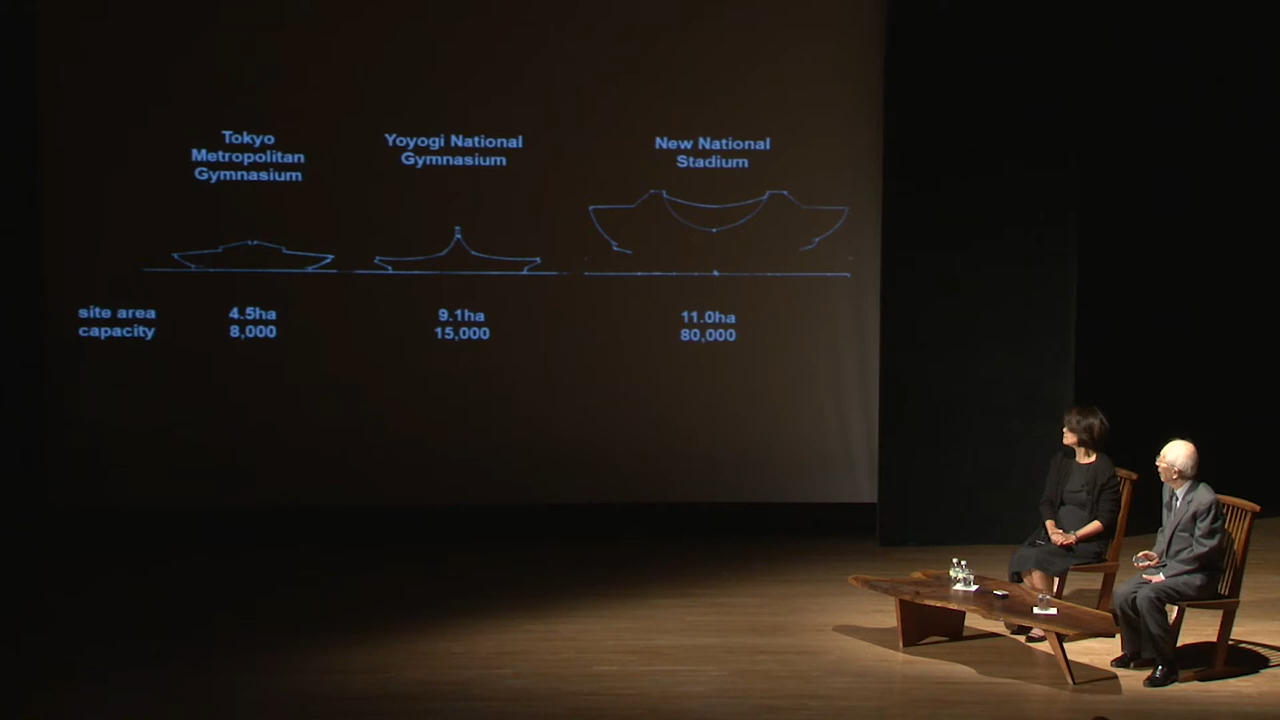 Tokyo
Metropolitan
Gymnasium
Yoyogi National
Gymnasium
New National
Stadium
site area 4.5ha 9.1ha 11.0ha
capacity 8,000 15,000 80,000